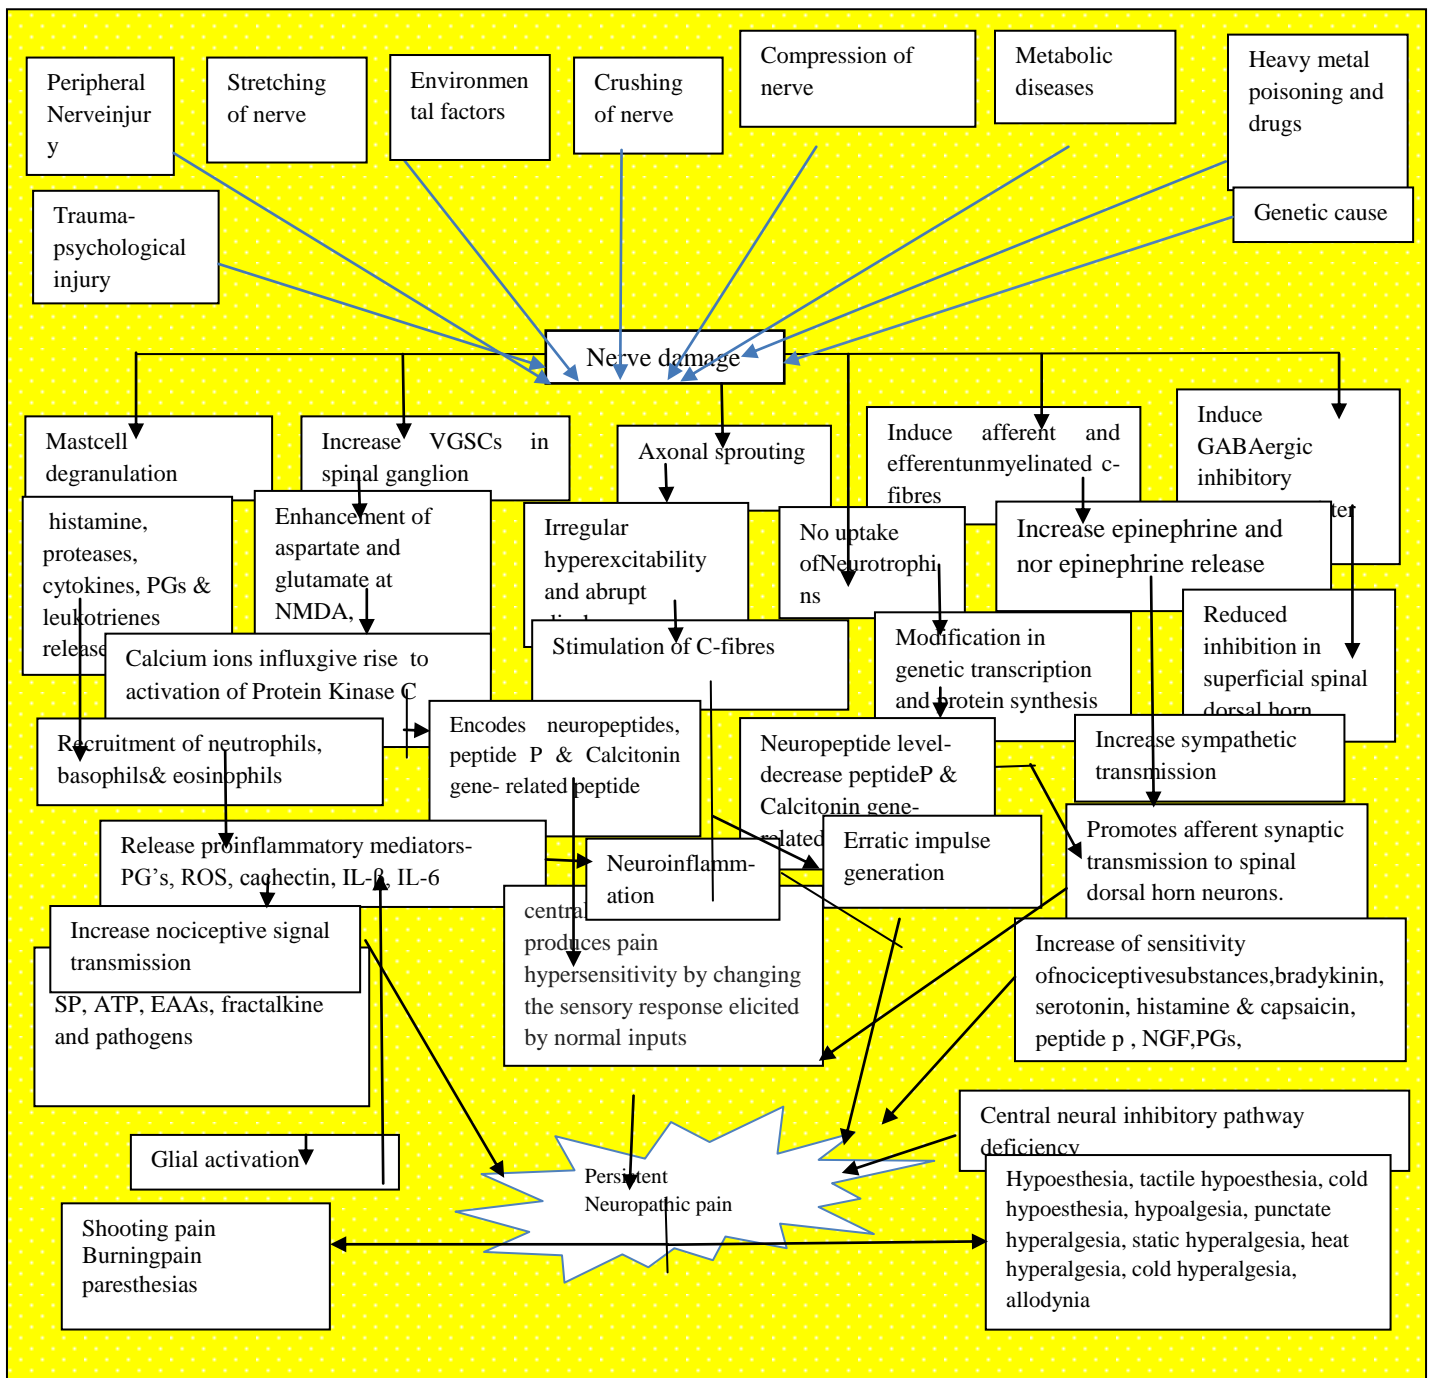 Peripheral
Nerveinjur
y
Stretching
of nerve
Environmen
tal factors
Crushing
of nerve
Compression of
nerve
Metabolic
diseases
Heavy metal
poisoning and
drugs
Trauma-
psychological
injury
Genetic cause
Nerve damage
Mastcell
degranulation
Increase VGSCs in
spinal ganglion
Axonal sprouting
Induce afferent and
efferentunmyelinated c-
fibres
Induce
GABAergic
inhibitory
histamine,
proteases,
cytokines, PGs &
leukotrienes
release
Enhancement of
aspartate and
glutamate at
NMDA,
Irregular
hyperexcitability
and abrupt
No uptake
ofNeurotrophi
ns
Increase epinephrine and
nor epinephrine release
Reduced
inhibition in
superficial spinal
dorsal horn
Calcium ions influxgive rise to
activation of Protein Kinase C
Stimulation of C-fibres
Modification in
genetic transcription
and protein synthesis
Recruitment of neutrophils,
basophils& eosinophils
Encodes neuropeptides,
peptide P & Calcitonin
gene- related peptide
Neuropeptide level-
decrease peptideP &
Calcitonin gene-
related
Increase sympathetic
transmission
Release proinflammatory mediators-
PG's, ROS, cachectin, IL-β, IL-6
Neuroinflamm-
ation
Erratic impulse
generation
Promotes afferent synaptic
transmission to spinal
dorsal horn neurons.
Increase nociceptive signal
transmission
SP, ATP, EAAs, fractalkine
and pathogens
central
produces pain
hypersensitivity by changing
the sensory response elicited
by normal inputs
Increase of sensitivity
ofnociceptivesubstances,bradykinin,
serotonin, histamine & capsaicin,
peptide p , NGF,PGs,
Glial activation
Persistent
Neuropathic pain
Central neural inhibitory pathway
deficiency
Shooting pain
Burningpain
paresthesias
Hypoesthesia, tactile hypoesthesia, cold
hypoesthesia, hypoalgesia, punctate
hyperalgesia, static hyperalgesia, heat
hyperalgesia, cold hyperalgesia,
allodynia